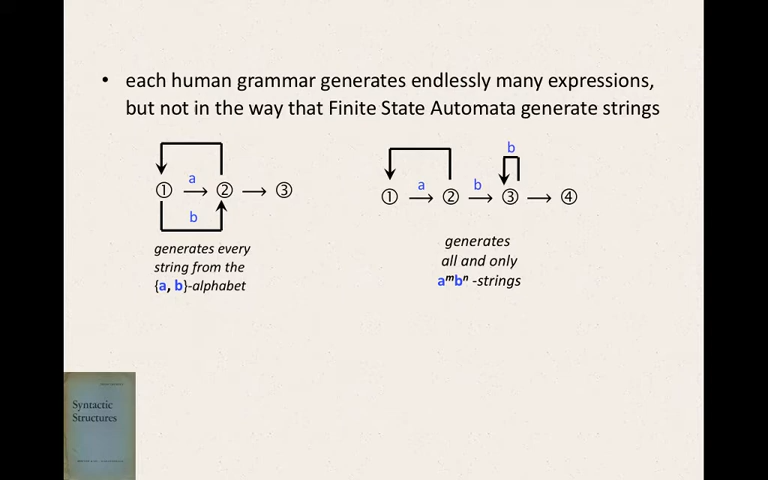 • each human grammar generates endlessly many expressions,
but not in the way that Finite State Automata generate strings
a
① → ② → ③
b
generates every
string from the
{a, b}-alphabet
b
a b
① → ② → ③ → ④
generates
all and only
aᵐbⁿ -strings
Syntactic
Structures